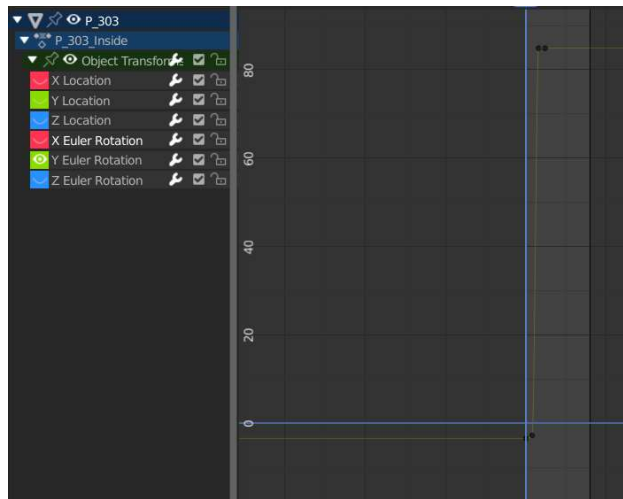 P_303
P_303_Inside
Object Transforms
X Location
Y Location
Z Location
X Euler Rotation
Y Euler Rotation
Z Euler Rotation
80
60
40
20
0